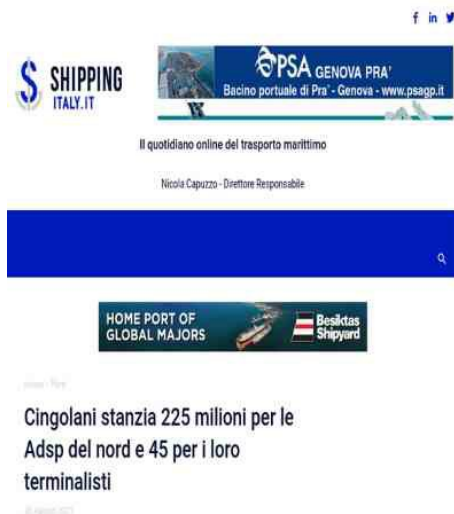 f in
SHIPPING
ITALY.IT
PSA GENOVA PRA'
Bacino portuale di Pra' - Genova - www.psagp.it
Il quotidiano online del trasporto marittimo
Nicola Capuzzo - Direttore Responsabile
HOME PORT OF
GLOBAL MAJORS
Besiktas
Shipyard
Cingolani stanzia 225 milioni per le
Adsp del nord e 45 per i loro
terminalisti